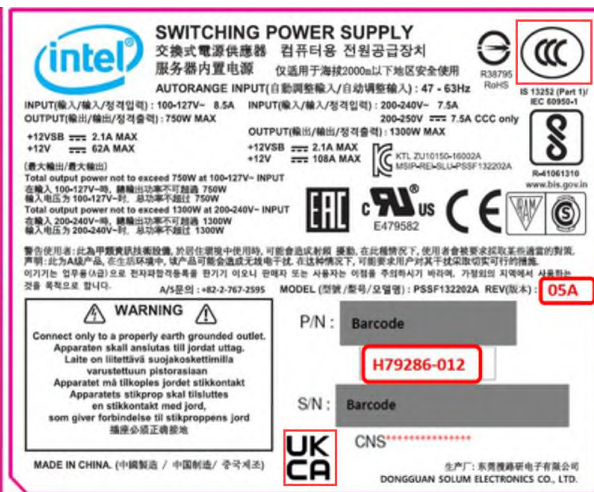 intel
SWITCHING POWER SUPPLY
交換式電源供應器 컴퓨터용 전원공급장치
服务器内置电源 仅适用于海拔2000m以下地区安全使用
AUTORANGE INPUT(自動調整輸入/自动调整输入) : 47 - 63Hz
R38795
RoHS
CCC
IS 13252 (Part 1)/
IEC 60950-1
INPUT(輸入/輸入/정격입력) : 100-127V~ 8.5A
OUTPUT(輸出/輸出/정격출력) : 750W MAX
+12VSB 2.1A MAX
+12V 62A MAX
INPUT(輸入/輸入/정격입력) : 200-240V~ 7.5A
200-250V 7.5A CCC only
OUTPUT(輸出/輸出/정격출력) : 1300W MAX
+12VSB 2.1A MAX
+12V 108A MAX
KTL ZU10150-16002A
MSIP-REI-SLU-PSSF132202A
R-41061310
www.bis.gov.in
(最大輸出/最大輸出)
Total output power not to exceed 750W at 100-127V~ INPUT
在輸入 100-127V~時, 總輸出功率不可超過 750W
输入电压为 100-127V~时, 总功率不超过 750W
Total output power not to exceed 1300W at 200-240V~ INPUT
在輸入 200-240V~時, 總輸出功率不可超過 1300W
输入电压为 200-240V~时, 总功率不超过 1300W
EAC
c RU US
E479582
CE
警告使用者: 此為甲類資訊技術設備, 於居住環境中使用時, 可能會造成射頻 擾動, 在此種情況下, 使用者會被要求採取某些適當的對策.
声明: 此为A级产品, 在生活环境中, 该产品可能会造成无线电干扰. 在这种情况下, 可能要求用户对其干扰采取切实可行的措施.
이기기는 업무용(A급)으로 전자파적합등록을 한기기 이오니 판매자 또는 사용자는 이점을 주의하시기 바라며, 가정외의 지역에서 사용하는
것을 목적으로 합니다. A/S문의 : +82-2-767-2595 MODEL (型號/型号/모델명) : PSSF132202A REV(版本) : 05A
WARNING
Connect only to a properly earth grounded outlet.
Apparaten skall anslutas till jordat uttag.
Laite on liitettävä suojakoskettimilla
varustettuun pistorasiaan
Apparatet må tilkoples jordet stikkontakt
Apparatets stikprop skal tilsluttes
en stikkontakt med jord,
som giver forbindelse til stikproppens jord
插座必须正確接地
P/N : Barcode
H79286-012
S/N : Barcode
CNS***************
UK
CA
MADE IN CHINA. (中國製造 / 中国制造/ 중국제조)
生产厂: 东莞搜路研电子有限公司
DONGGUAN SOLUM ELECTRONICS CO., LTD.